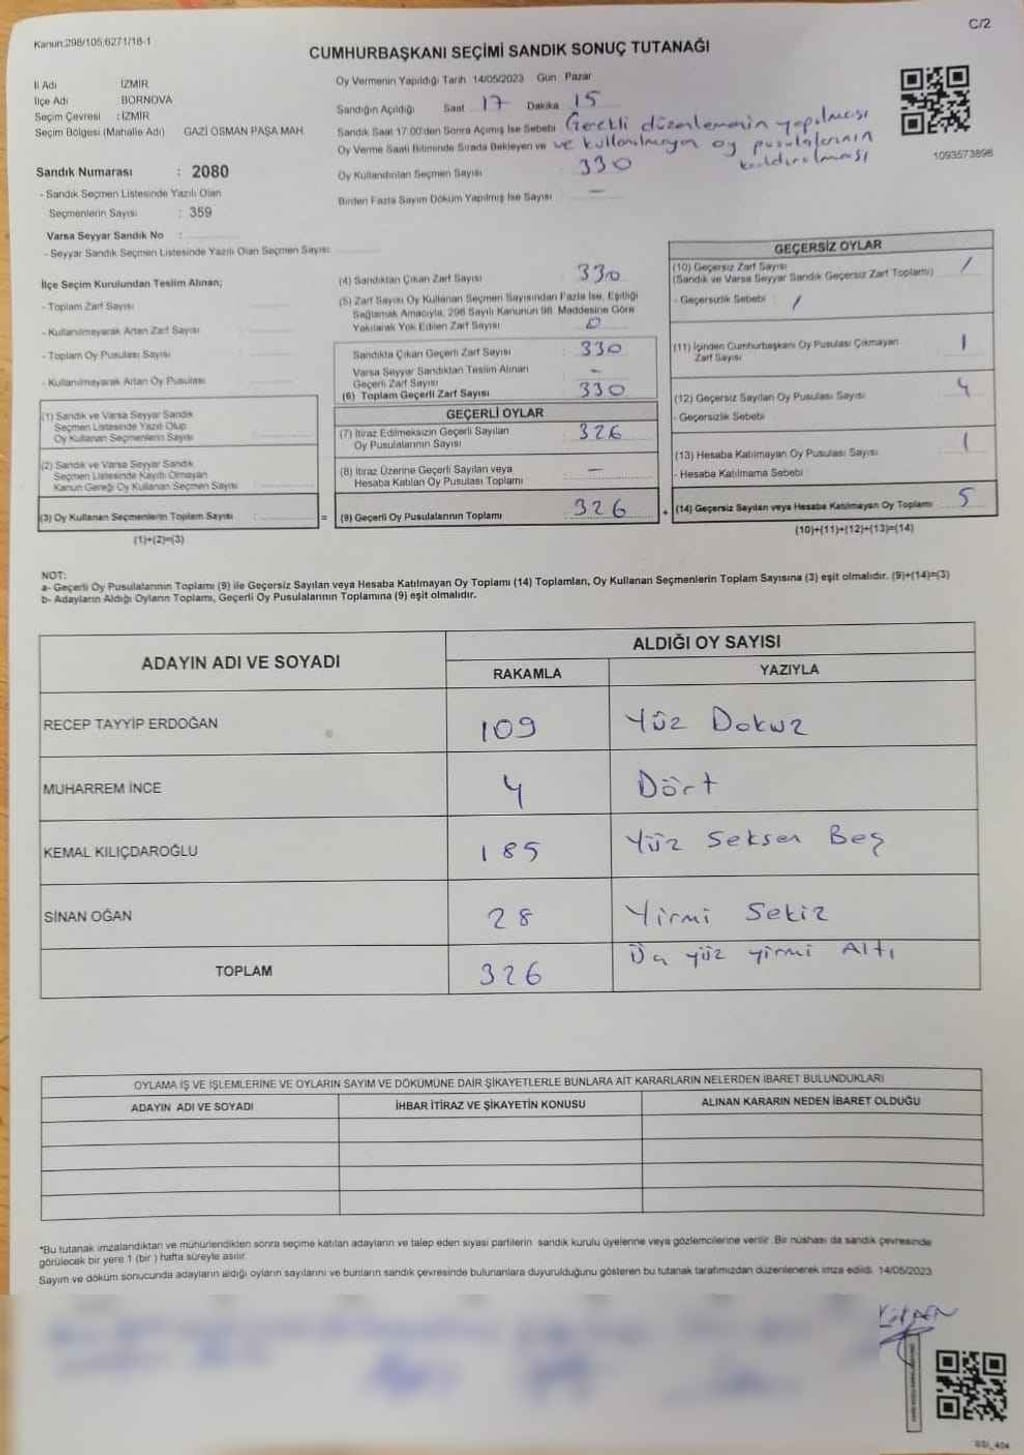 Kanun:298/105;6271/18-1
C/2
CUMHURBAŞKANI SEÇİMİ SANDIK SONUÇ TUTANAĞI
İl Adı : İZMİR
İlçe Adı : BORNOVA
Seçim Çevresi : İZMİR
Seçim Bölgesi (Mahalle Adı) GAZİ OSMAN PAŞA MAH.
Sandık Numarası : 2080
- Sandık Seçmen Listesinde Yazılı Olan
Seçmenlerin Sayısı : 359
Varsa Seyyar Sandık No :
- Seyyar Sandık Seçmen Listesinde Yazılı Olan Seçmen Sayısı:
Oy Vermenin Yapıldığı Tarih 14/05/2023 Gün Pazar
Sandığın Açıldığı Saat 17 Dakika 15
Sandık Saat 17:00'den Sonra Açılmış İse Sebebi Gerekli düzenlemenin yapılması
Oy Verme Saati Bitiminde Sırada Bekleyen ve ve kullanılmayan oy pusulalarının
kaldırılması
Oy Kullandırılan Seçmen Sayısı 330
Birden Fazla Sayım Döküm Yapılmış İse Sayısı —
1093573898
İlçe Seçim Kurulundan Teslim Alınan;
- Toplam Zarf Sayısı
- Kullanılmayarak Artan Zarf Sayısı
- Toplam Oy Pusulası Sayısı
- Kullanılmayarak Artan Oy Pusulası
(1) Sandık ve Varsa Seyyar Sandık
Seçmen Listesinde Yazılı Olup
Oy Kullanan Seçmenlerin Sayısı
(2) Sandık ve Varsa Seyyar Sandık
Seçmen Listesinde Kayıtlı Olmayan
Kanun Gereği Oy Kullanan Seçmen Sayısı
(3) Oy Kullanan Seçmenlerin Toplam Sayısı =
(1)+(2)=(3)
(4) Sandıktan Çıkan Zarf Sayısı 330
(5) Zarf Sayısı Oy Kullanan Seçmen Sayısından Fazla İse, Eşitliği
Sağlamak Amacıyla, 298 Sayılı Kanunun 98. Maddesine Göre
Yakılarak Yok Edilen Zarf Sayısı 0
Sandıkta Çıkan Geçerli Zarf Sayısı 330
Varsa Seyyar Sandıktan Teslim Alınan
Geçerli Zarf Sayısı —
(6) Toplam Geçerli Zarf Sayısı 330
GEÇERLİ OYLAR
(7) İtiraz Edilmeksizin Geçerli Sayılan
Oy Pusulalarının Sayısı 326
(8) İtiraz Üzerine Geçerli Sayılan veya
Hesaba Katılan Oy Pusulası Toplamı —
(9) Geçerli Oy Pusulalarının Toplamı 326 +
GEÇERSİZ OYLAR
(10) Geçersiz Zarf Sayısı /
(Sandık ve Varsa Seyyar Sandık Geçersiz Zarf Toplamı)
- Geçersizlik Sebebi /
(11) İçinden Cumhurbaşkanı Oy Pusulası Çıkmayan 1
Zarf Sayısı
(12) Geçersiz Sayılan Oy Pusulası Sayısı 4
- Geçersizlik Sebebi
(13) Hesaba Katılmayan Oy Pusulası Sayısı 1
- Hesaba Katılmama Sebebi
(14) Geçersiz Sayılan veya Hesaba Katılmayan Oy Toplamı 5
(10)+(11)+(12)+(13)=(14)
NOT:
a- Geçerli Oy Pusulalarının Toplamı (9) ile Geçersiz Sayılan veya Hesaba Katılmayan Oy Toplamı (14) Toplamları, Oy Kullanan Seçmenlerin Toplam Sayısına (3) eşit olmalıdır. (9)+(14)=(3)
b- Adayların Aldığı Oyların Toplamı, Geçerli Oy Pusulalarının Toplamına (9) eşit olmalıdır.
ADAYIN ADI VE SOYADI
ALDIĞI OY SAYISI
RAKAMLA YAZIYLA
RECEP TAYYİP ERDOĞAN 109 Yüz Dokuz
MUHARREM İNCE 4 Dört
KEMAL KILIÇDAROĞLU 185 Yüz Seksen Beş
SİNAN OĞAN 28 Yirmi Sekiz
TOPLAM 326 Üç yüz yirmi Altı
OYLAMA İŞ VE İŞLEMLERİNE VE OYLARIN SAYIM VE DÖKÜMÜNE DAİR ŞİKAYETLERLE BUNLARA AİT KARARLARIN NELERDEN İBARET BULUNDUKLARI
ADAYIN ADI VE SOYADI İHBAR İTİRAZ VE ŞİKAYETİN KONUSU ALINAN KARARIN NEDEN İBARET OLDUĞU
*Bu tutanak imzalandıktan ve mühürlendikten sonra seçime katılan adayların ve talep eden siyasi partilerin sandık kurulu üyelerine veya gözlemcilerine verilir. Bir nüshası da sandık çevresinde
görülecek bir yere 1 (bir) hafta süreyle asılır.
Sayım ve döküm sonucunda adayların aldığı oyların sayılarını ve bunların sandık çevresinde bulunanlara duyurulduğunu gösteren bu tutanak tarafımızdan düzenlenerek imza edildi. 14/05/2023